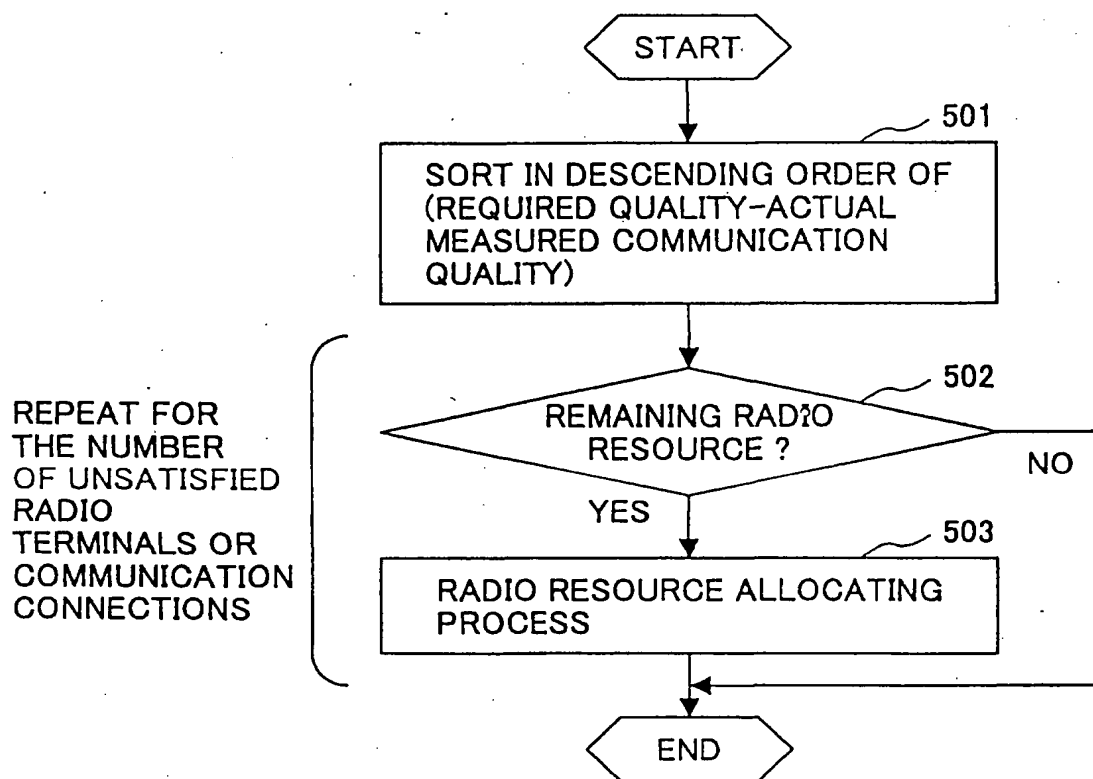 START
501
SORT IN DESCENDING ORDER OF
(REQUIRED QUALITY-ACTUAL
MEASURED COMMUNICATION
QUALITY)
502
REMAINING RADIO
RESOURCE ?
NO
YES
REPEAT FOR
THE NUMBER
OF UNSATISFIED
RADIO
TERMINALS OR
COMMUNICATION
CONNECTIONS
503
RADIO RESOURCE ALLOCATING
PROCESS
END